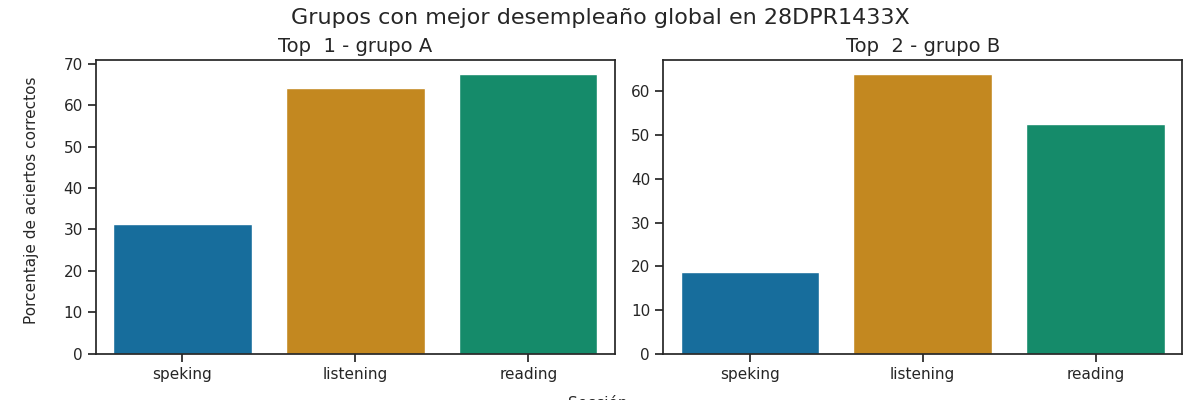 Grupos con mejor desempleaño global en 28DPR1433X
Top  1 - grupo A
Top  2 - grupo B
Porcentaje de aciertos correctos
70
60
50
40
30
20
10
0
60
50
40
30
20
10
0
speking
listening
reading
speking
listening
reading
Sección